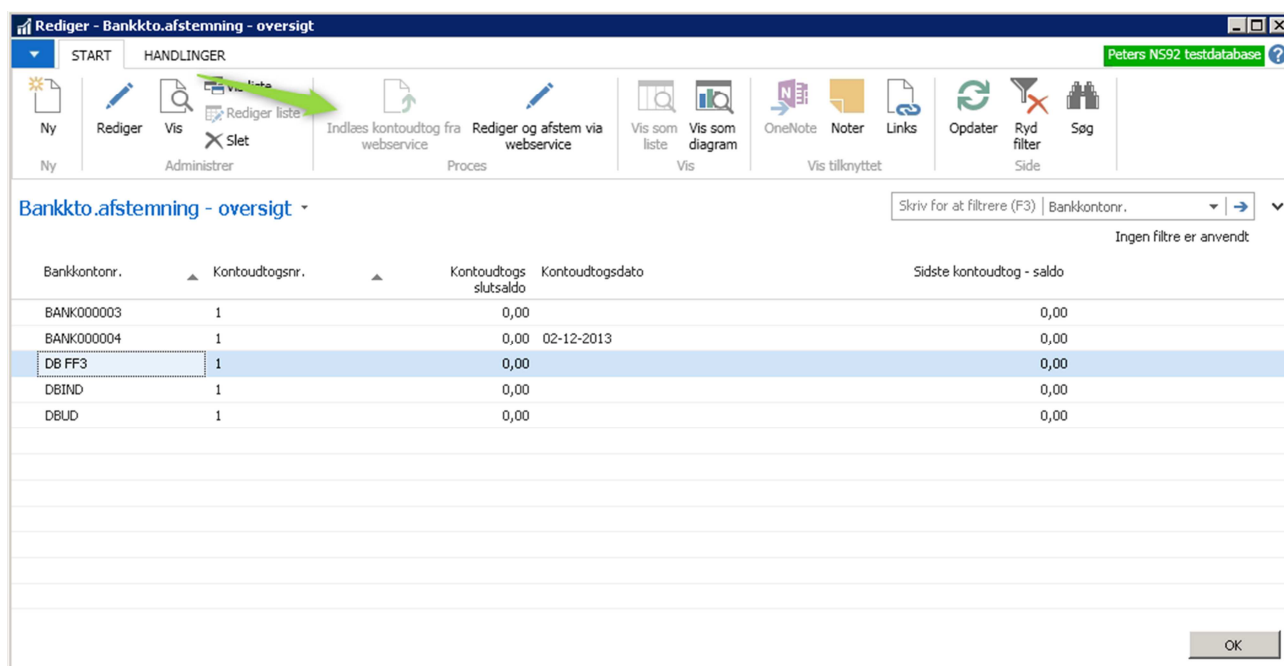 Rediger - Bankkto.afstemning - oversigt
START HANDLINGER
Peters NS92 testdatabase
Ny
Rediger
Vis
Vis liste
Rediger liste
Slet
Indlæs kontoudtog fra
webservice
Rediger og afstem via
webservice
Vis som
liste
Vis som
diagram
OneNote
Noter
Links
Opdater
Ryd
filter
Søg
Ny Administrer Proces Vis Vis tilknyttet Side
Bankkto.afstemning - oversigt
Skriv for at filtrere (F3) Bankkontonr.
Ingen filtre er anvendt
Bankkontonr. Kontoudtogsnr. Kontoudtogs Kontoudtogsdato Sidste kontoudtog - saldo
slutsaldo
BANK000003 1 0,00 0,00
BANK000004 1 0,00 02-12-2013 0,00
DB FF3 1 0,00 0,00
DBIND 1 0,00 0,00
DBUD 1 0,00 0,00
OK